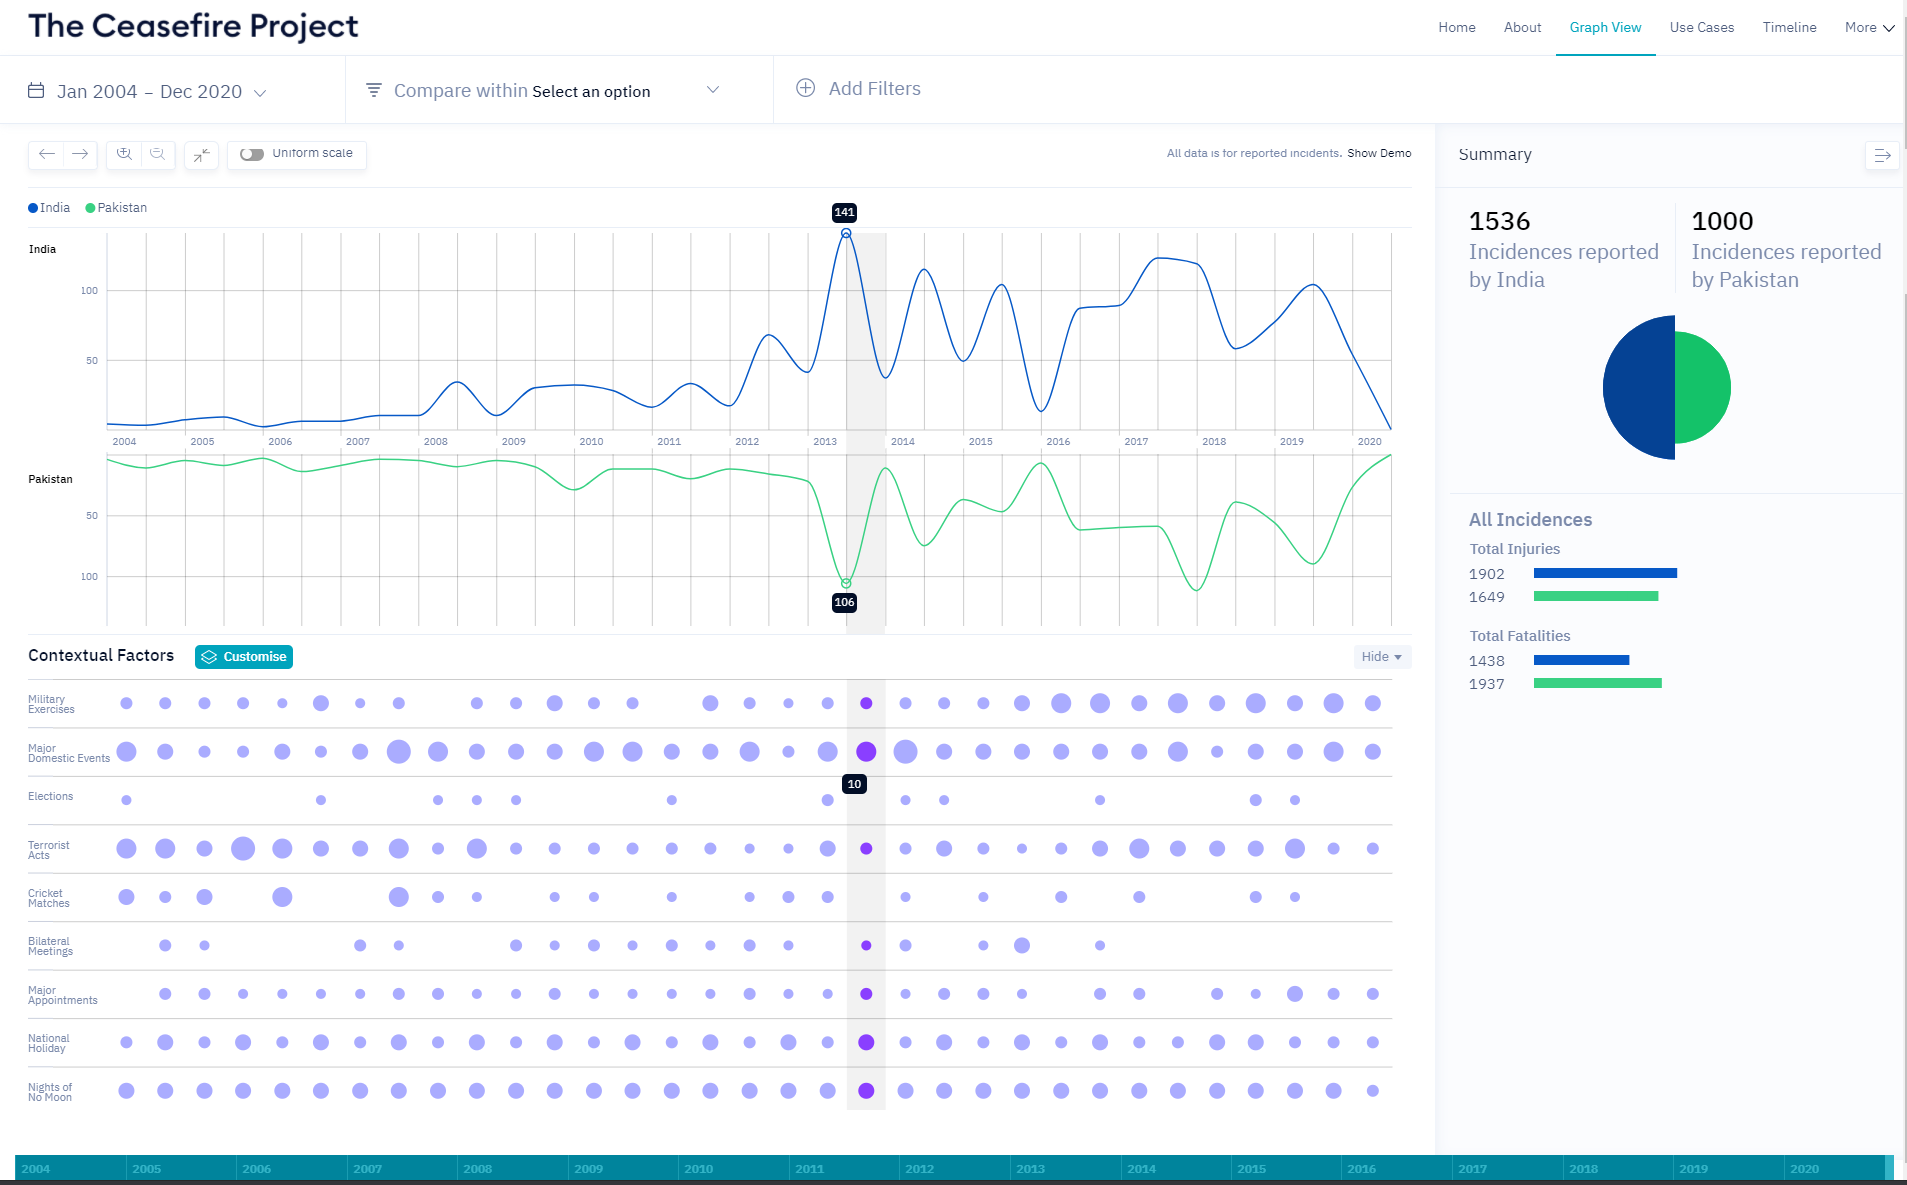 The Ceasefire Project
Home About Graph View Use Cases Timeline More
Jan 2004 – Dec 2020
Compare within Select an option
Add Filters
Uniform scale
All data is for reported incidents. Show Demo
India Pakistan
141
India
100
50
2004 2005 2006 2007 2008 2009 2010 2011 2012 2013 2014 2015 2016 2017 2018 2019 2020
Pakistan
50
100
106
Contextual Factors
Customise
Hide
Military
Exercises
Major
Domestic Events
10
Elections
Terrorist
Acts
Cricket
Matches
Bilateral
Meetings
Major
Appointments
National
Holiday
Nights of
No Moon
Summary
1536
Incidences reported
by India
1000
Incidences reported
by Pakistan
All Incidences
Total Injuries
1902
1649
Total Fatalities
1438
1937
2004 2005 2006 2007 2008 2009 2010 2011 2012 2013 2014 2015 2016 2017 2018 2019 2020